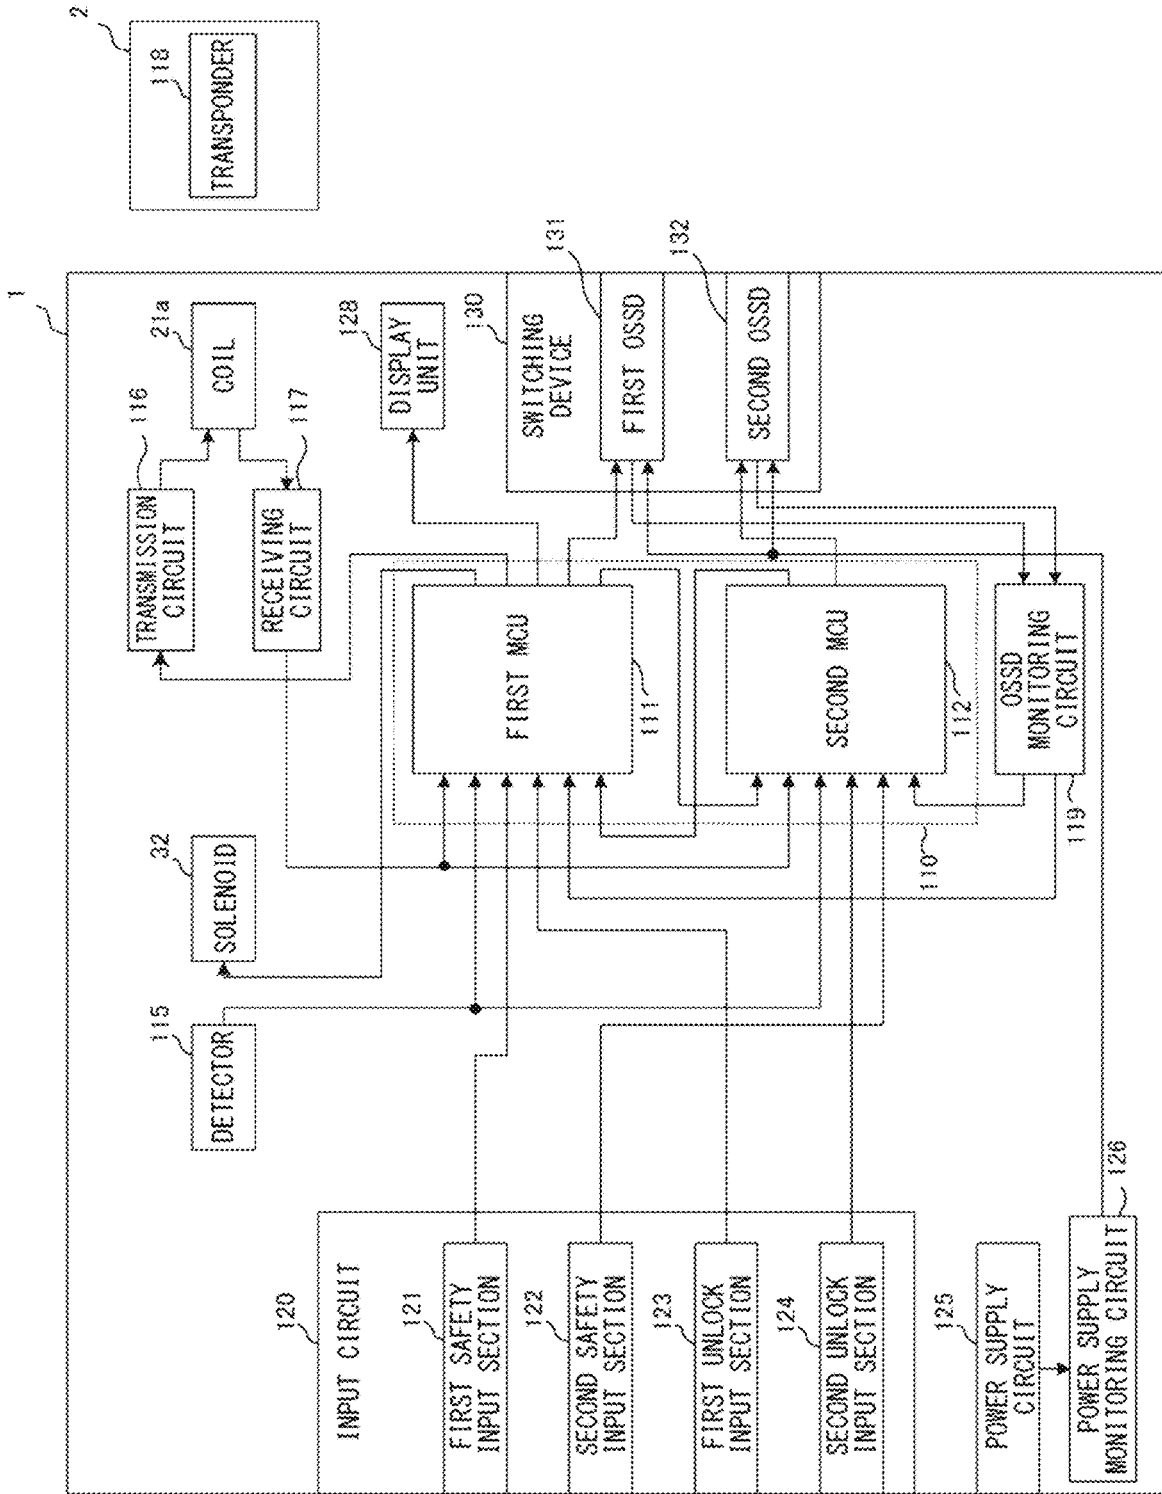 1
2
118
TRANSPONDER
116
TRANSMISSION
CIRCUIT
21a
COIL
117
RECEIVING
CIRCUIT
32
SOLENOID
115
DETECTOR
128
DISPLAY
UNIT
130
SWITCHING
DEVICE
131
FIRST OSSD
132
SECOND OSSD
FIRST MCU
111
SECOND MCU
112
110
OSSD
MONITORING
CIRCUIT
119
120
INPUT CIRCUIT
121
FIRST SAFETY
INPUT SECTION
122
SECOND SAFETY
INPUT SECTION
123
FIRST UNLOCK
INPUT SECTION
124
SECOND UNLOCK
INPUT SECTION
125
POWER SUPPLY
CIRCUIT
POWER SUPPLY
MONITORING CIRCUIT
126